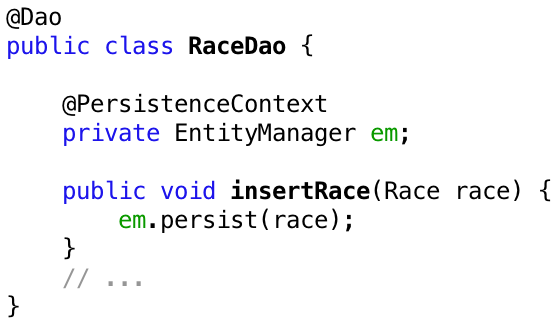 @Dao
public class RaceDao {

    @PersistenceContext
    private EntityManager em;

    public void insertRace(Race race) {
        em.persist(race);
    }
    // ...
}